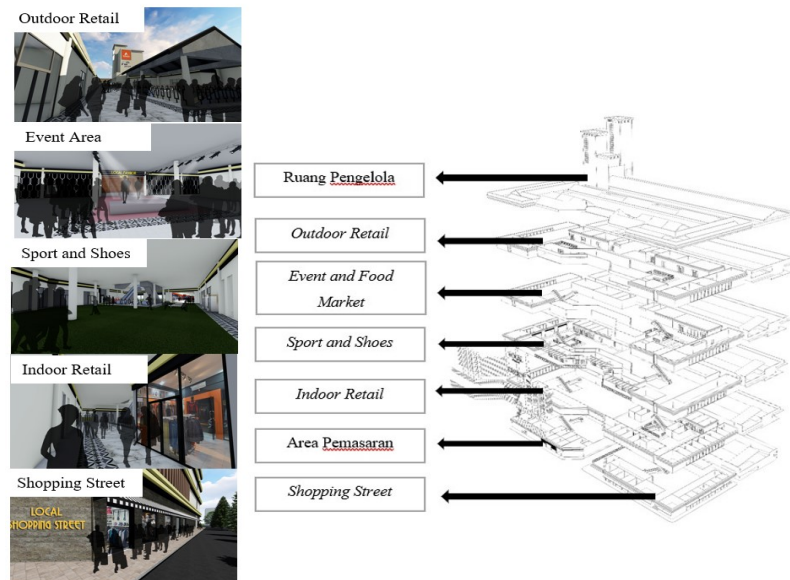 Outdoor Retail
Event Area
Sport and Shoes
Indoor Retail
Shopping Street
LOCAL
SHOPPING STREET
Ruang Pengelola
Outdoor Retail
Event and Food
Market
Sport and Shoes
Indoor Retail
Area Pemasaran
Shopping Street